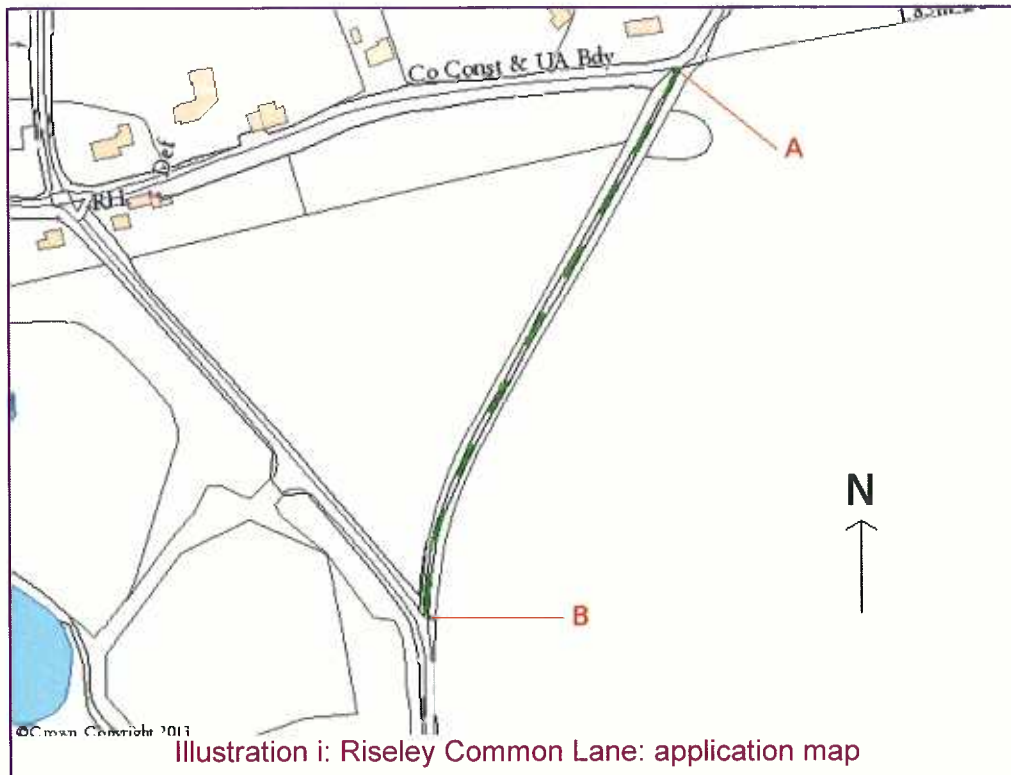 Co Const & UA Bdy
Def
RH
A
B
N
©Crown Copyright 2013
Illustration i: Riseley Common Lane: application map